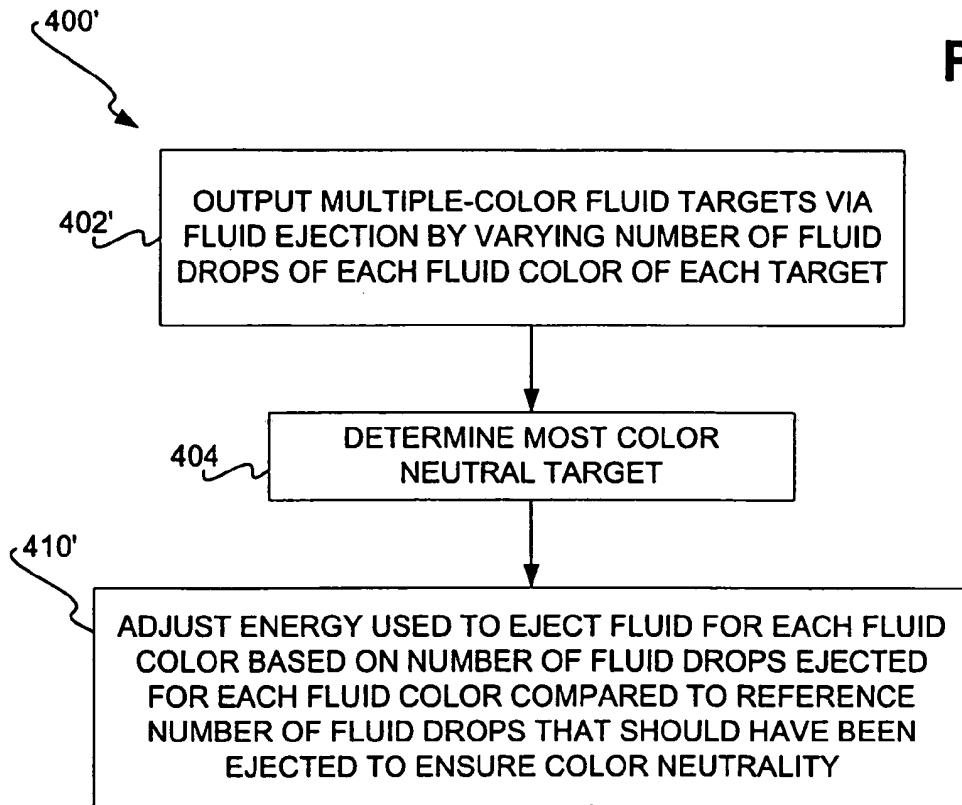 400'
402'
OUTPUT MULTIPLE-COLOR FLUID TARGETS VIA
FLUID EJECTION BY VARYING NUMBER OF FLUID
DROPS OF EACH FLUID COLOR OF EACH TARGET
404
DETERMINE MOST COLOR
NEUTRAL TARGET
410'
ADJUST ENERGY USED TO EJECT FLUID FOR EACH FLUID
COLOR BASED ON NUMBER OF FLUID DROPS EJECTED
FOR EACH FLUID COLOR COMPARED TO REFERENCE
NUMBER OF FLUID DROPS THAT SHOULD HAVE BEEN
EJECTED TO ENSURE COLOR NEUTRALITY